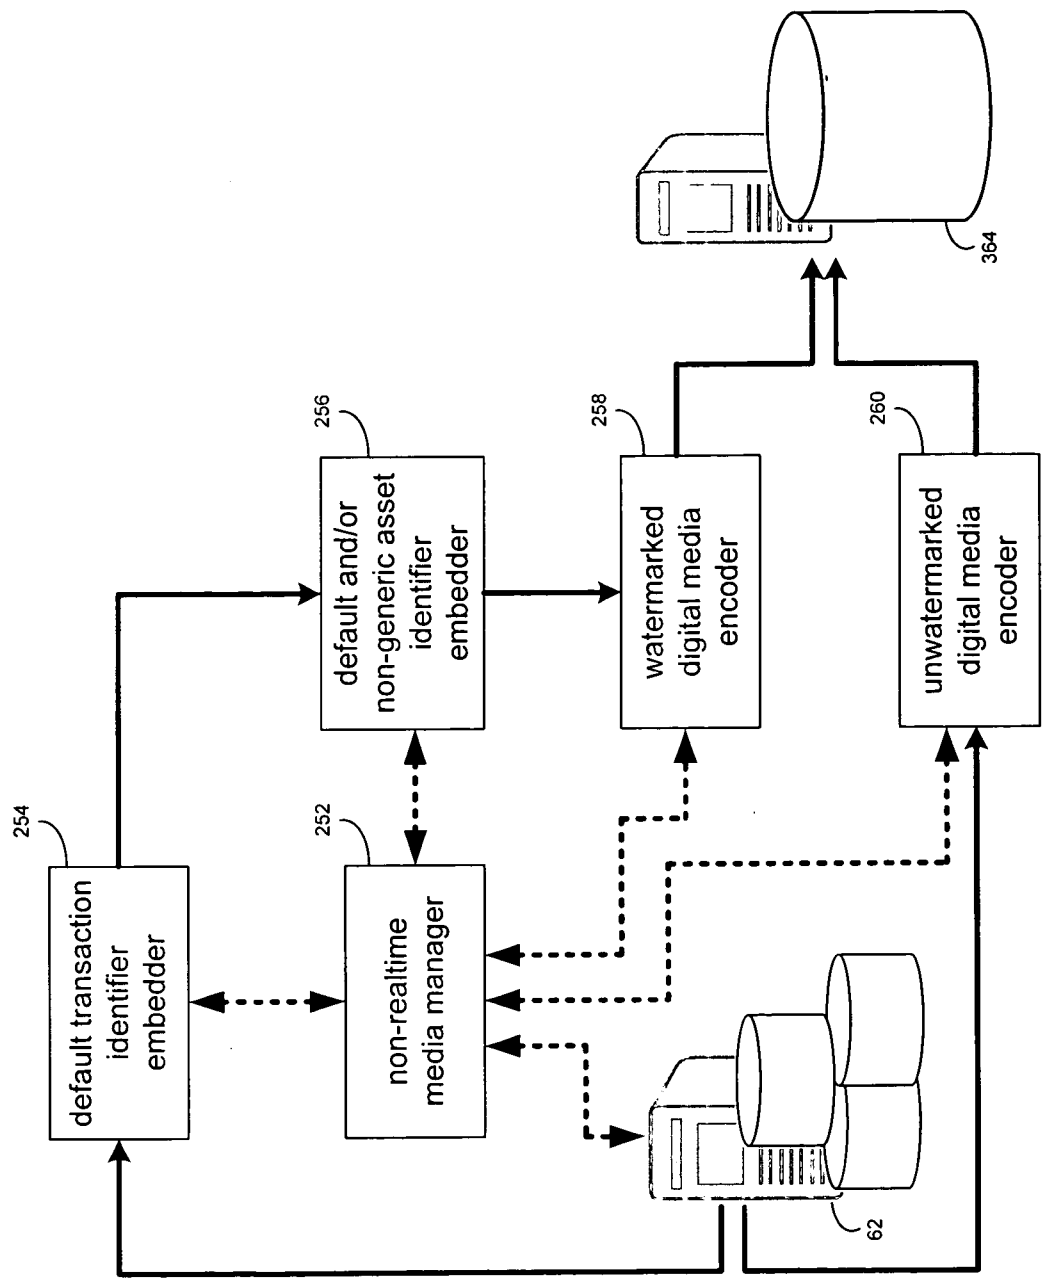 254
default transaction
identifier
embedder
256
default and/or
non-generic asset
identifier
embedder
252
non-realtime
media manager
258
watermarked
digital media
encoder
260
unwatermarked
digital media
encoder
62
364